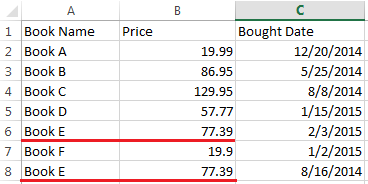 A B C
1 Book Name Price Bought Date
2 Book A 19.99 12/20/2014
3 Book B 86.95 5/25/2014
4 Book C 129.95 8/8/2014
5 Book D 57.77 1/15/2015
6 Book E 77.39 2/3/2015
7 Book F 19.9 1/2/2015
8 Book E 77.39 8/16/2014